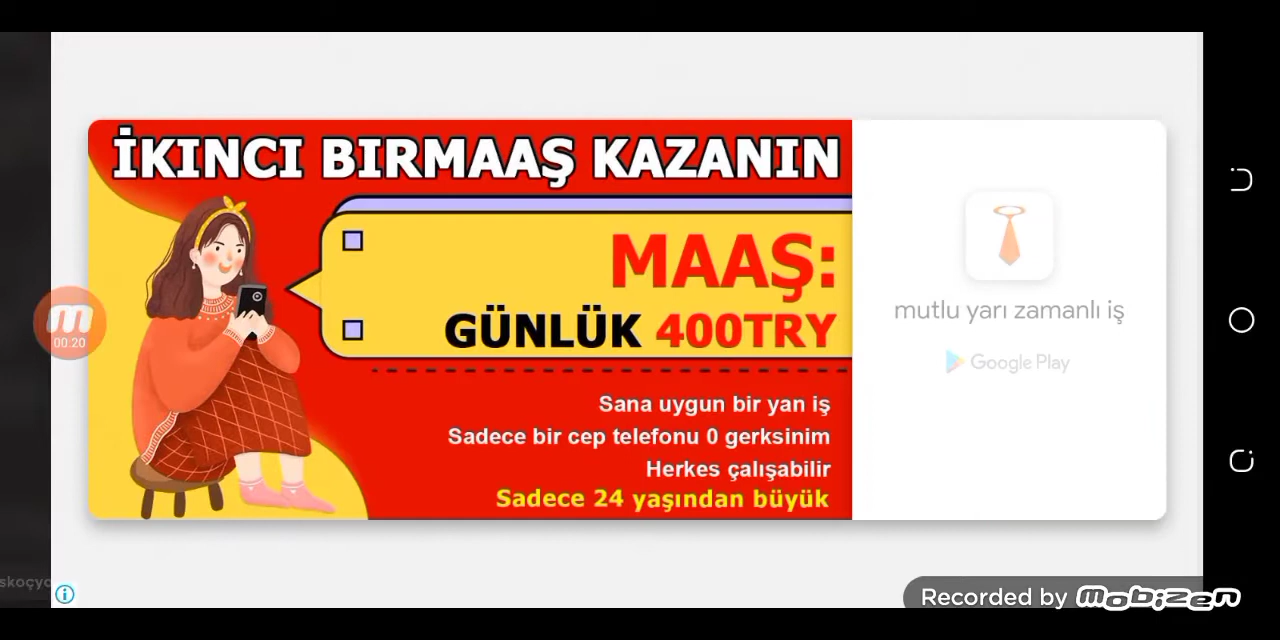 İKINCI BIRMAAŞ KAZANIN
MAAŞ:
GÜNLÜK 400TRY
Sana uygun bir yan iş
Sadece bir cep telefonu 0 gerksinim
Herkes çalışabilir
Sadece 24 yaşından büyük
mutlu yarı zamanlı iş
Google Play
00:20
Recorded by mobizen